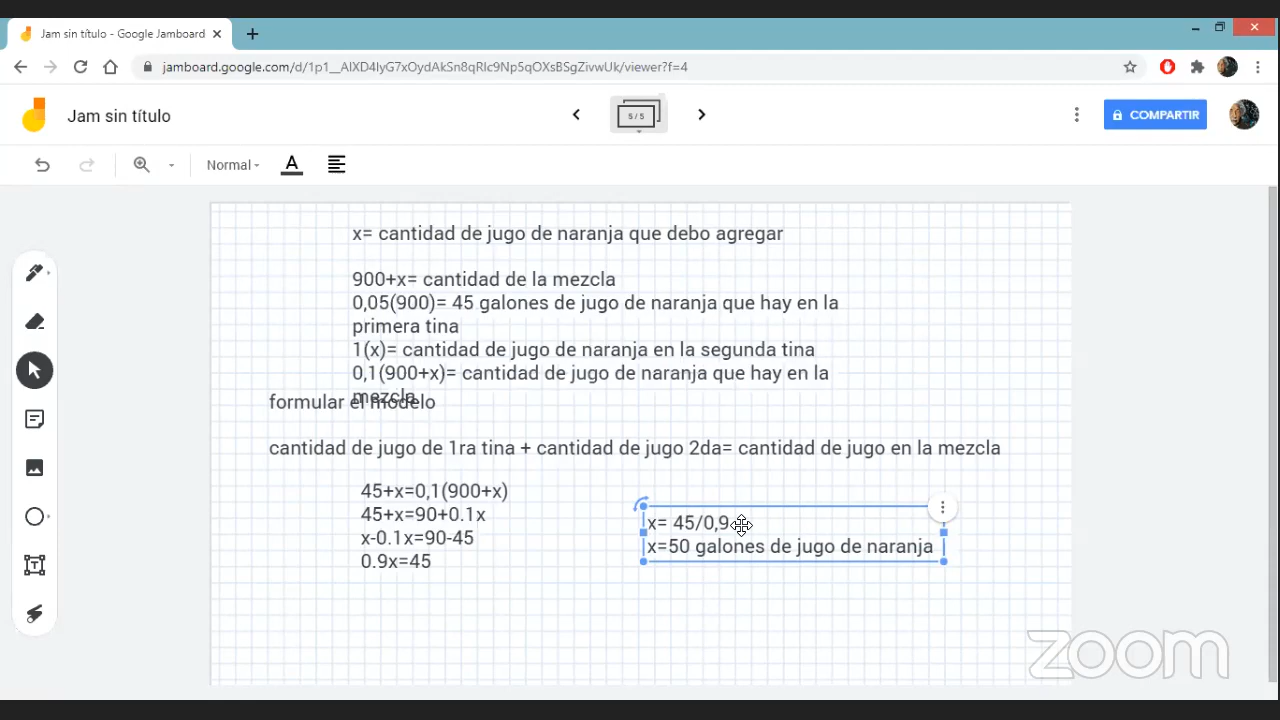 Jam sin título - Google Jamboard
jamboard.google.com/d/1p1__AlXD4lyG7xOydAkSn8qRlc9Np5qOXsBSgZivwUk/viewer?f=4
Jam sin título
5 / 5
COMPARTIR
Normal
A
x= cantidad de jugo de naranja que debo agregar
900+x= cantidad de la mezcla
0,05(900)= 45 galones de jugo de naranja que hay en la
primera tina
1(x)= cantidad de jugo de naranja en la segunda tina
0,1(900+x)= cantidad de jugo de naranja que hay en la
mezcla
formular el modelo
cantidad de jugo de 1ra tina + cantidad de jugo 2da= cantidad de jugo en la mezcla
45+x=0,1(900+x)
45+x=90+0.1x
x-0.1x=90-45
0.9x=45
x= 45/0,9
x=50 galones de jugo de naranja
zoom